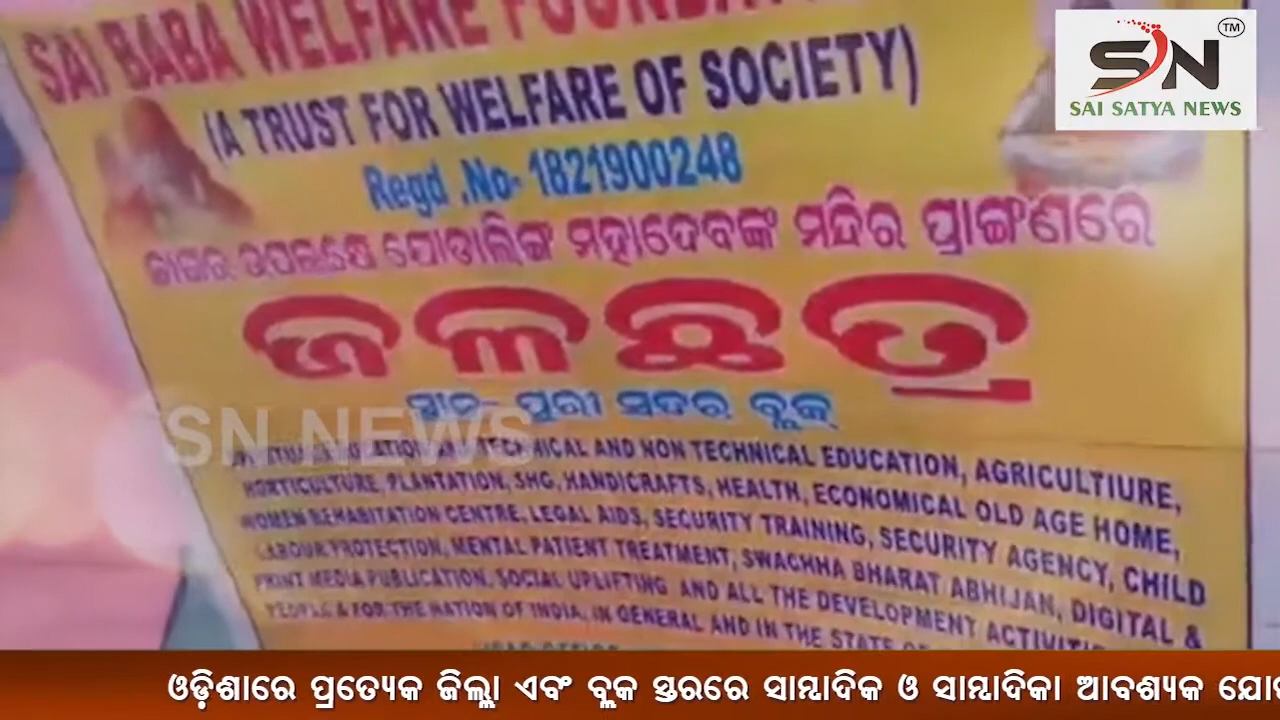 SAI BABA WELFARE
(A TRUST FOR WELFARE OF SOCIETY)
Regd .No- 1821900248
SN
TM
SAI SATYA NEWS
ଉପଲକ୍ଷେ ମହାଦେବଙ୍କ ମନ୍ଦିର ପ୍ରାଙ୍ଗଣରେ
ଜଳଛତ୍ର
ସ୍ଥାନ- ପୁରୀ ସଦର ବ୍ଲକ୍
SN NEWS
TECHNICAL AND NON TECHNICAL EDUCATION, AGRICULTIURE,
HORTICULTURE, PLANTATION, SHG, HANDICRAFTS, HEALTH, ECONOMICAL OLD AGE HOME,
WOMEN REHABITATION CENTRE, LEGAL AIDS, SECURITY TRAINING, SECURITY AGENCY, CHILD
LABOUR PROTECTION, MENTAL PATIENT TREATMENT, SWACHHA BHARAT ABHIJAN, DIGITAL &
PRINT MEDIA PUBLICATION, SOCIAL UPLIFTING AND ALL THE DEVELOPMENT
PEOPLE & FOR THE NATION OF INDIA, IN GENERAL AND IN THE STATE OF
ଓଡ଼ିଶାରେ ପ୍ରତ୍ୟେକ ଜିଲ୍ଲା ଏବଂ ବ୍ଲକ ସ୍ତରରେ ସାମ୍ବାଦିକ ଓ ସାମ୍ବାଦିକା ଆବଶ୍ୟକ